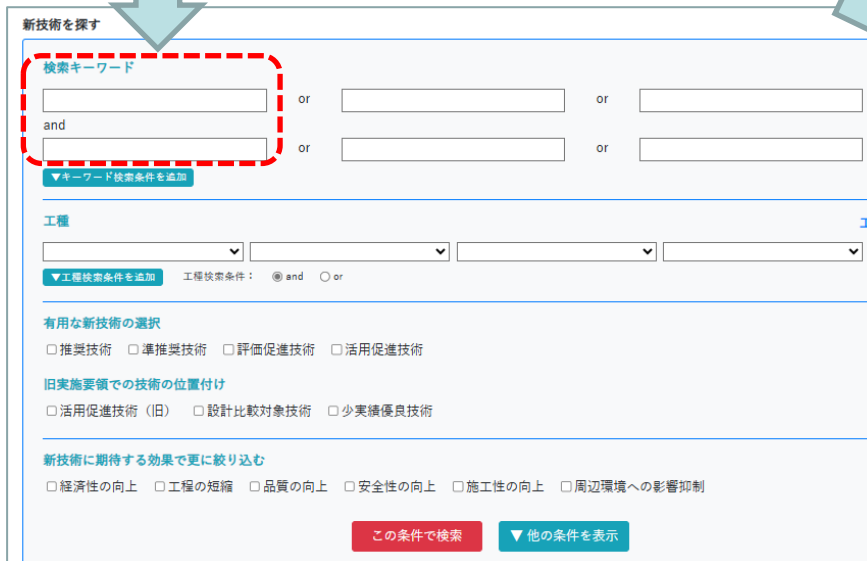 新技術を探す
検索キーワード
or or
and
or or
▼キーワード検索条件を追加
工種
▼工種検索条件を追加 工種検索条件： and or
有用な新技術の選択
推奨技術 準推奨技術 評価促進技術 活用促進技術
旧実施要領での技術の位置付け
活用促進技術（旧） 設計比較対象技術 少実績優良技術
新技術に期待する効果で更に絞り込む
経済性の向上 工程の短縮 品質の向上 安全性の向上 施工性の向上 周辺環境への影響抑制
この条件で検索 ▼他の条件を表示